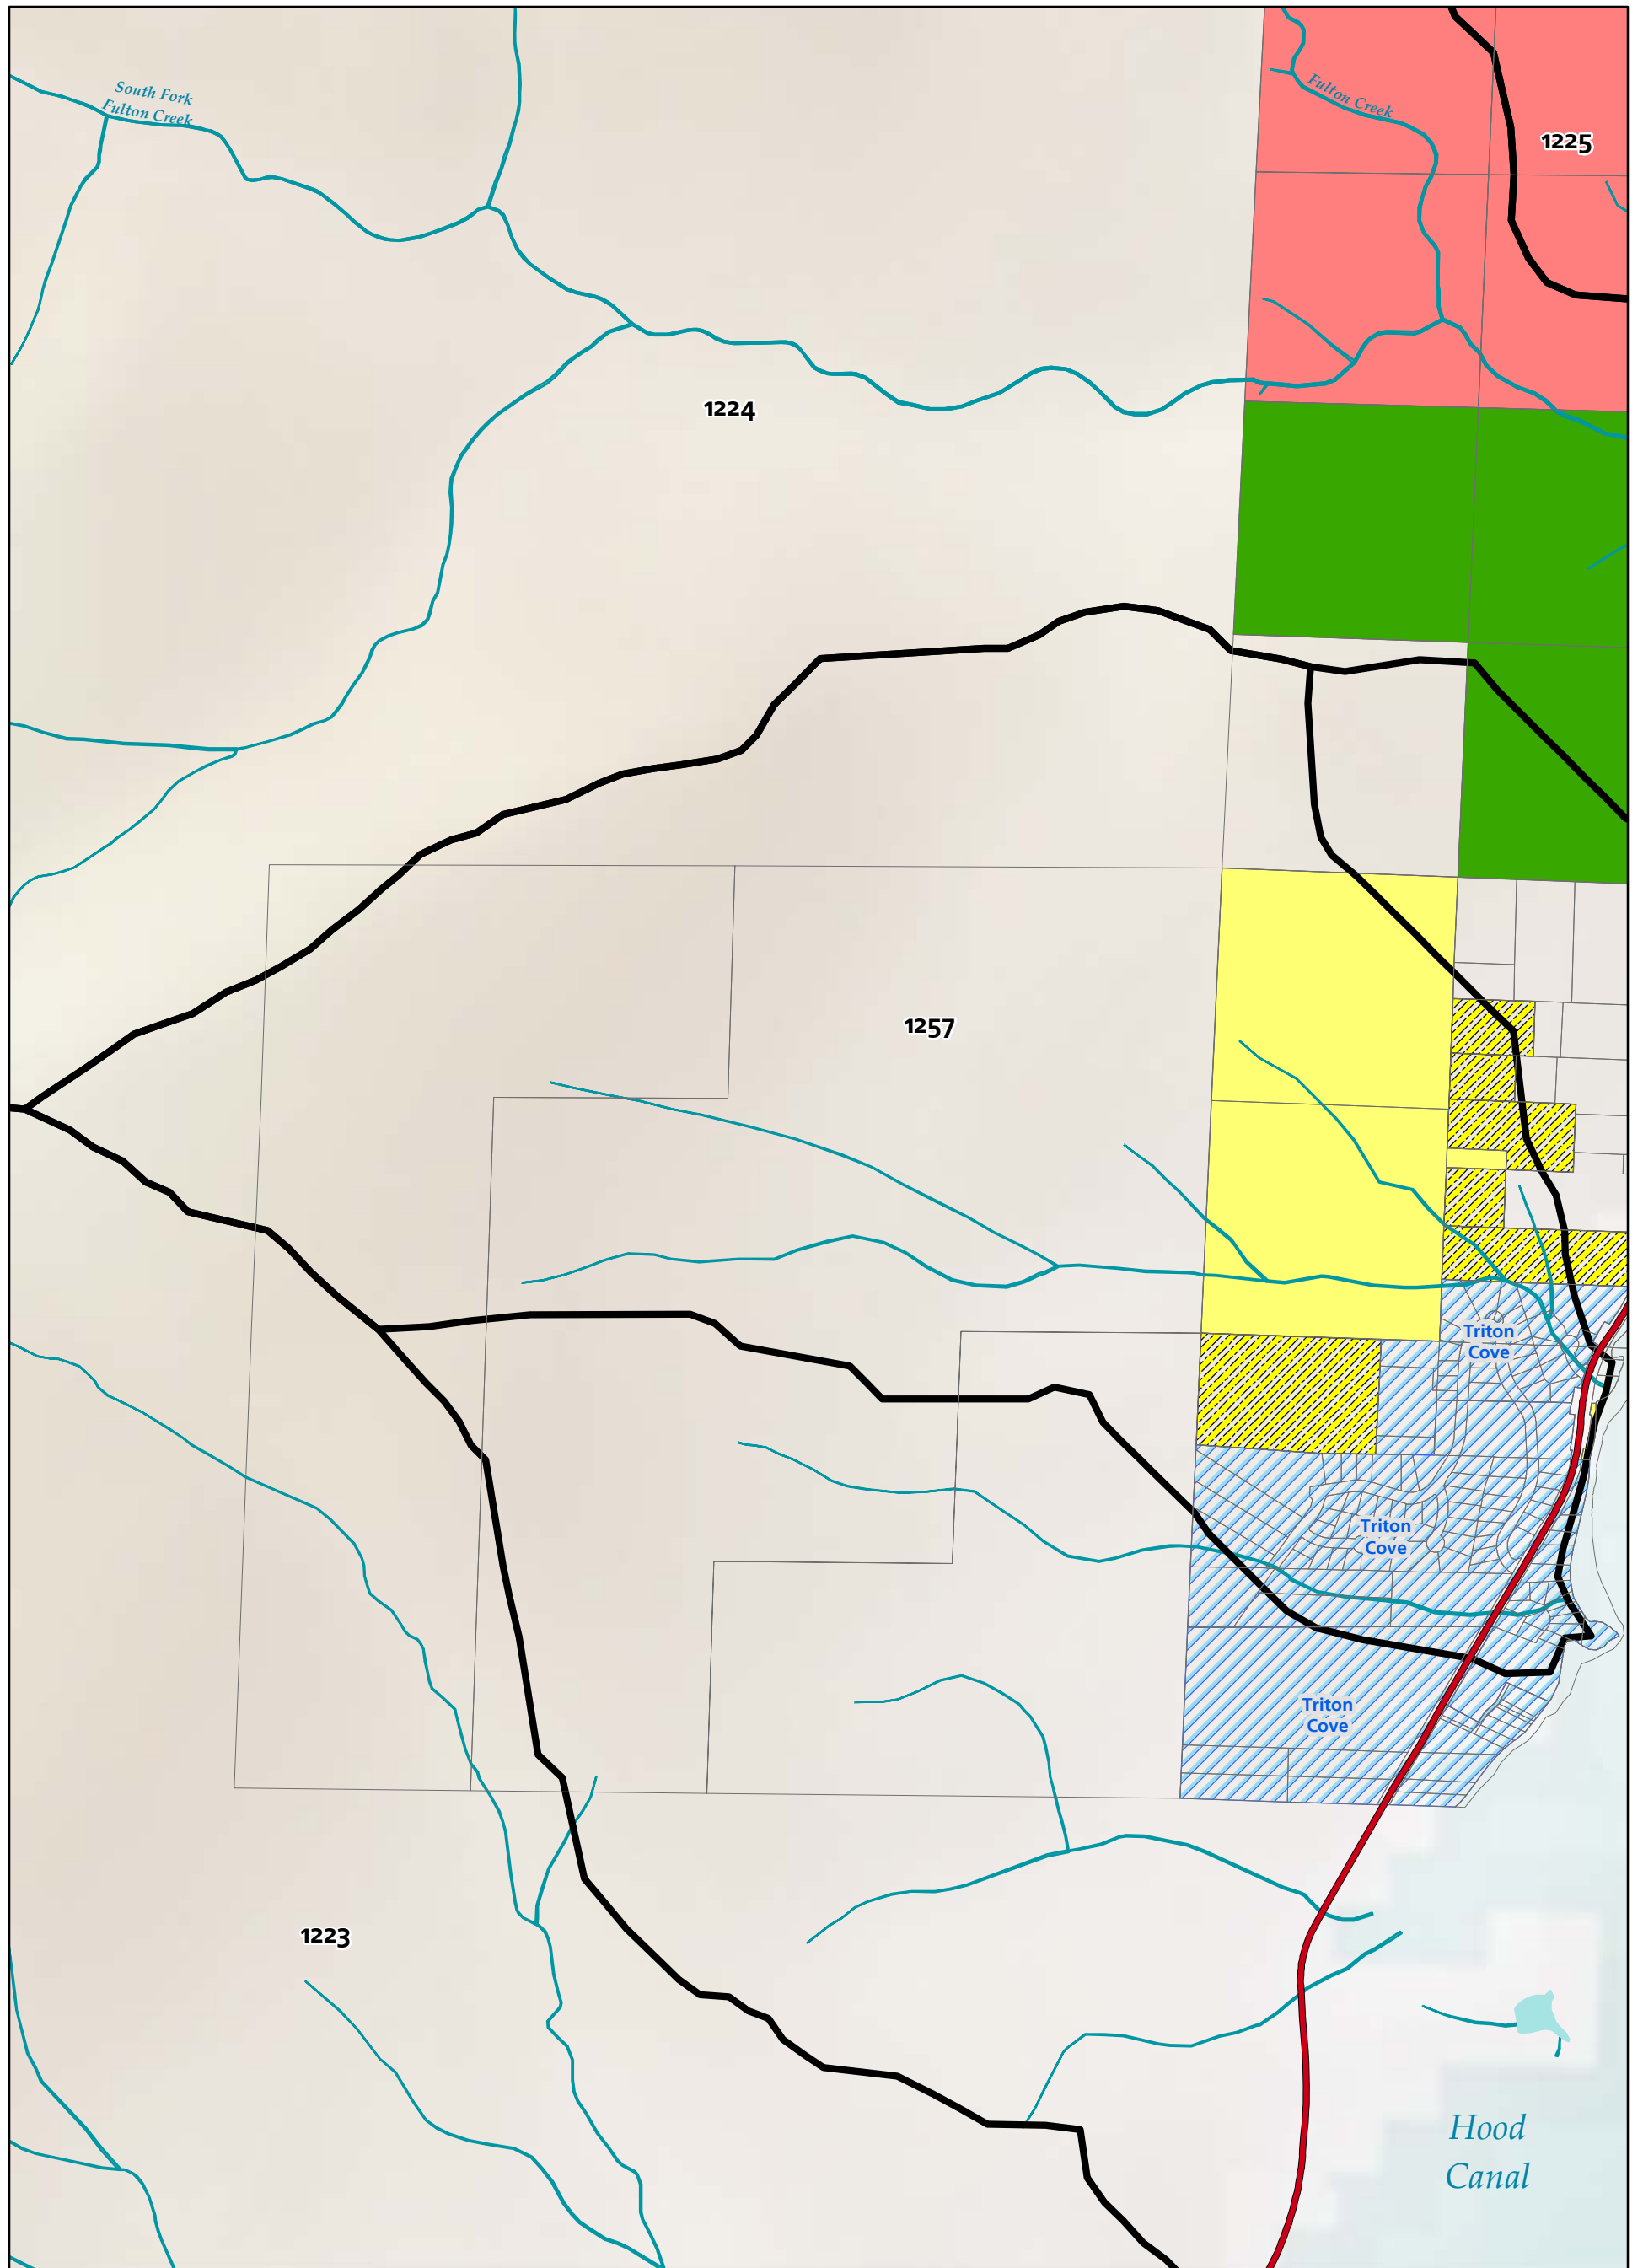 South Fork
Fulton Creek
Fulton Creek
1225
1224
1257
Triton
Cove
Triton
Cove
Triton
Cove
1223
Hood
Canal